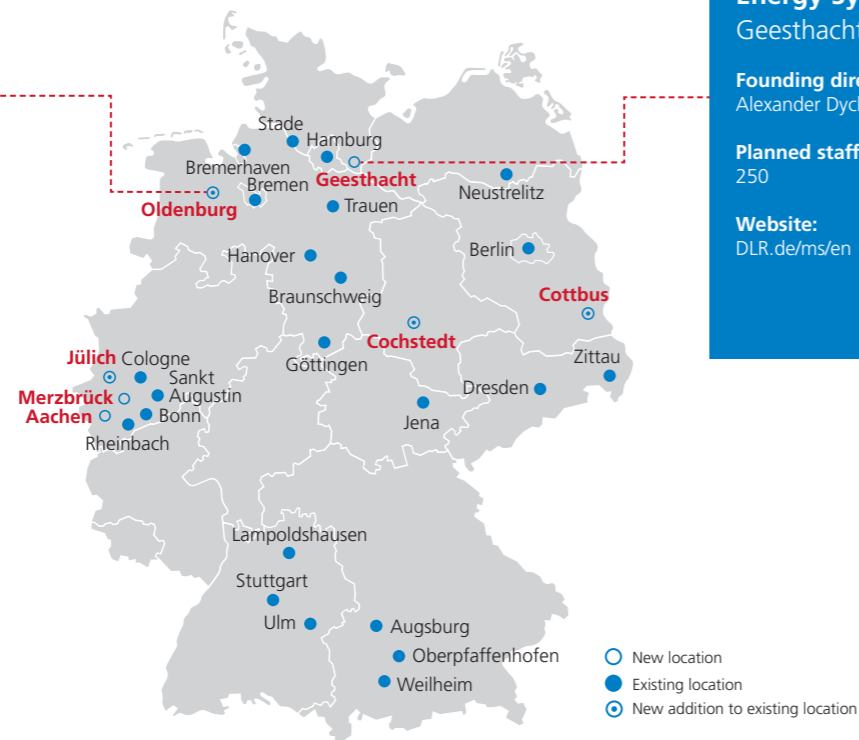 Geesthacht
Founding
Alexander
Planned staff
250
Website:
DLR.de/ms/en
Stade
Hamburg
Bremerhaven
Bremen
Geesthacht
Oldenburg
Trauen
Neustrelitz
Hanover
Berlin
Braunschweig
Cottbus
Cochstedt
Göttingen
Zittau
Jülich
Cologne
Sankt
Augustin
Merzbrück
Aachen
Bonn
Rheinbach
Dresden
Jena
Lampoldshausen
Stuttgart
Ulm
Augsburg
Oberpfaffenhofen
Weilheim
New location
Existing location
New addition to existing location